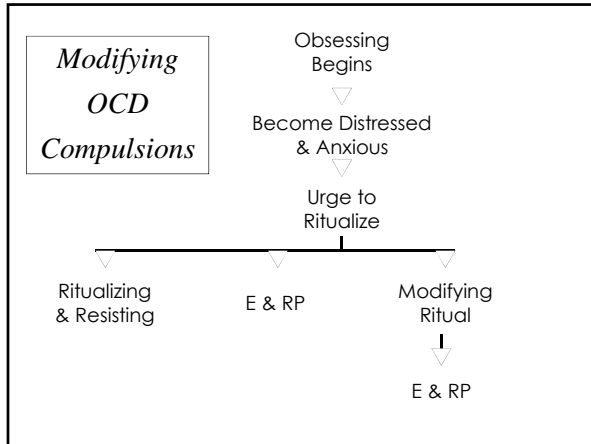 Modifying
OCD
Compulsions
Obsessing
Begins
Become Distressed
& Anxious
Urge to
Ritualize
Ritualizing
& Resisting
E & RP
Modifying
Ritual
E & RP